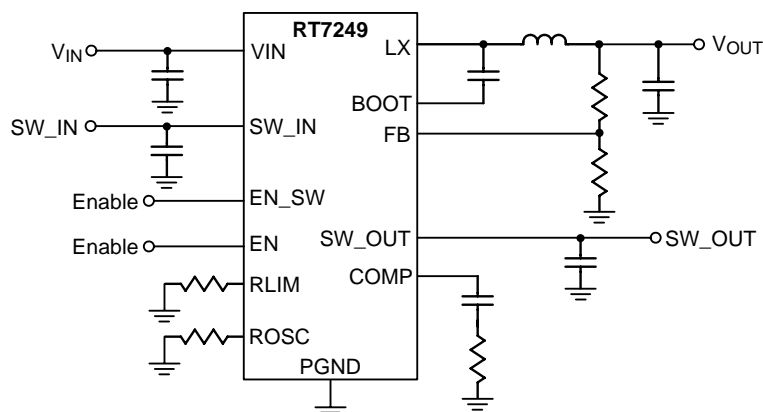 RT7249
VIN
VIN
LX
VOUT
BOOT
SW_IN
SW_IN
FB
Enable
EN_SW
Enable
EN
SW_OUT
SW_OUT
RLIM
COMP
ROSC
PGND